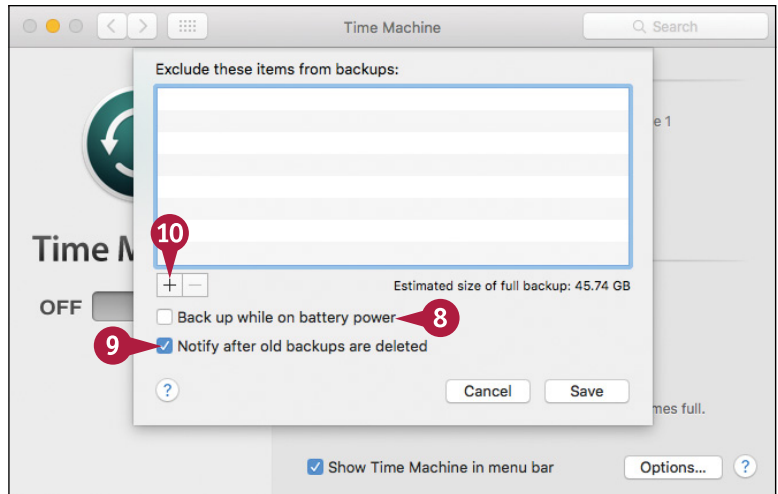 Time Machine
Search
Exclude these items from backups:
e 1
Time M
10
+ −
Estimated size of full backup: 45.74 GB
OFF
Back up while on battery power
8
9
Notify after old backups are deleted
?
Cancel
Save
mes full.
Show Time Machine in menu bar
Options...
?